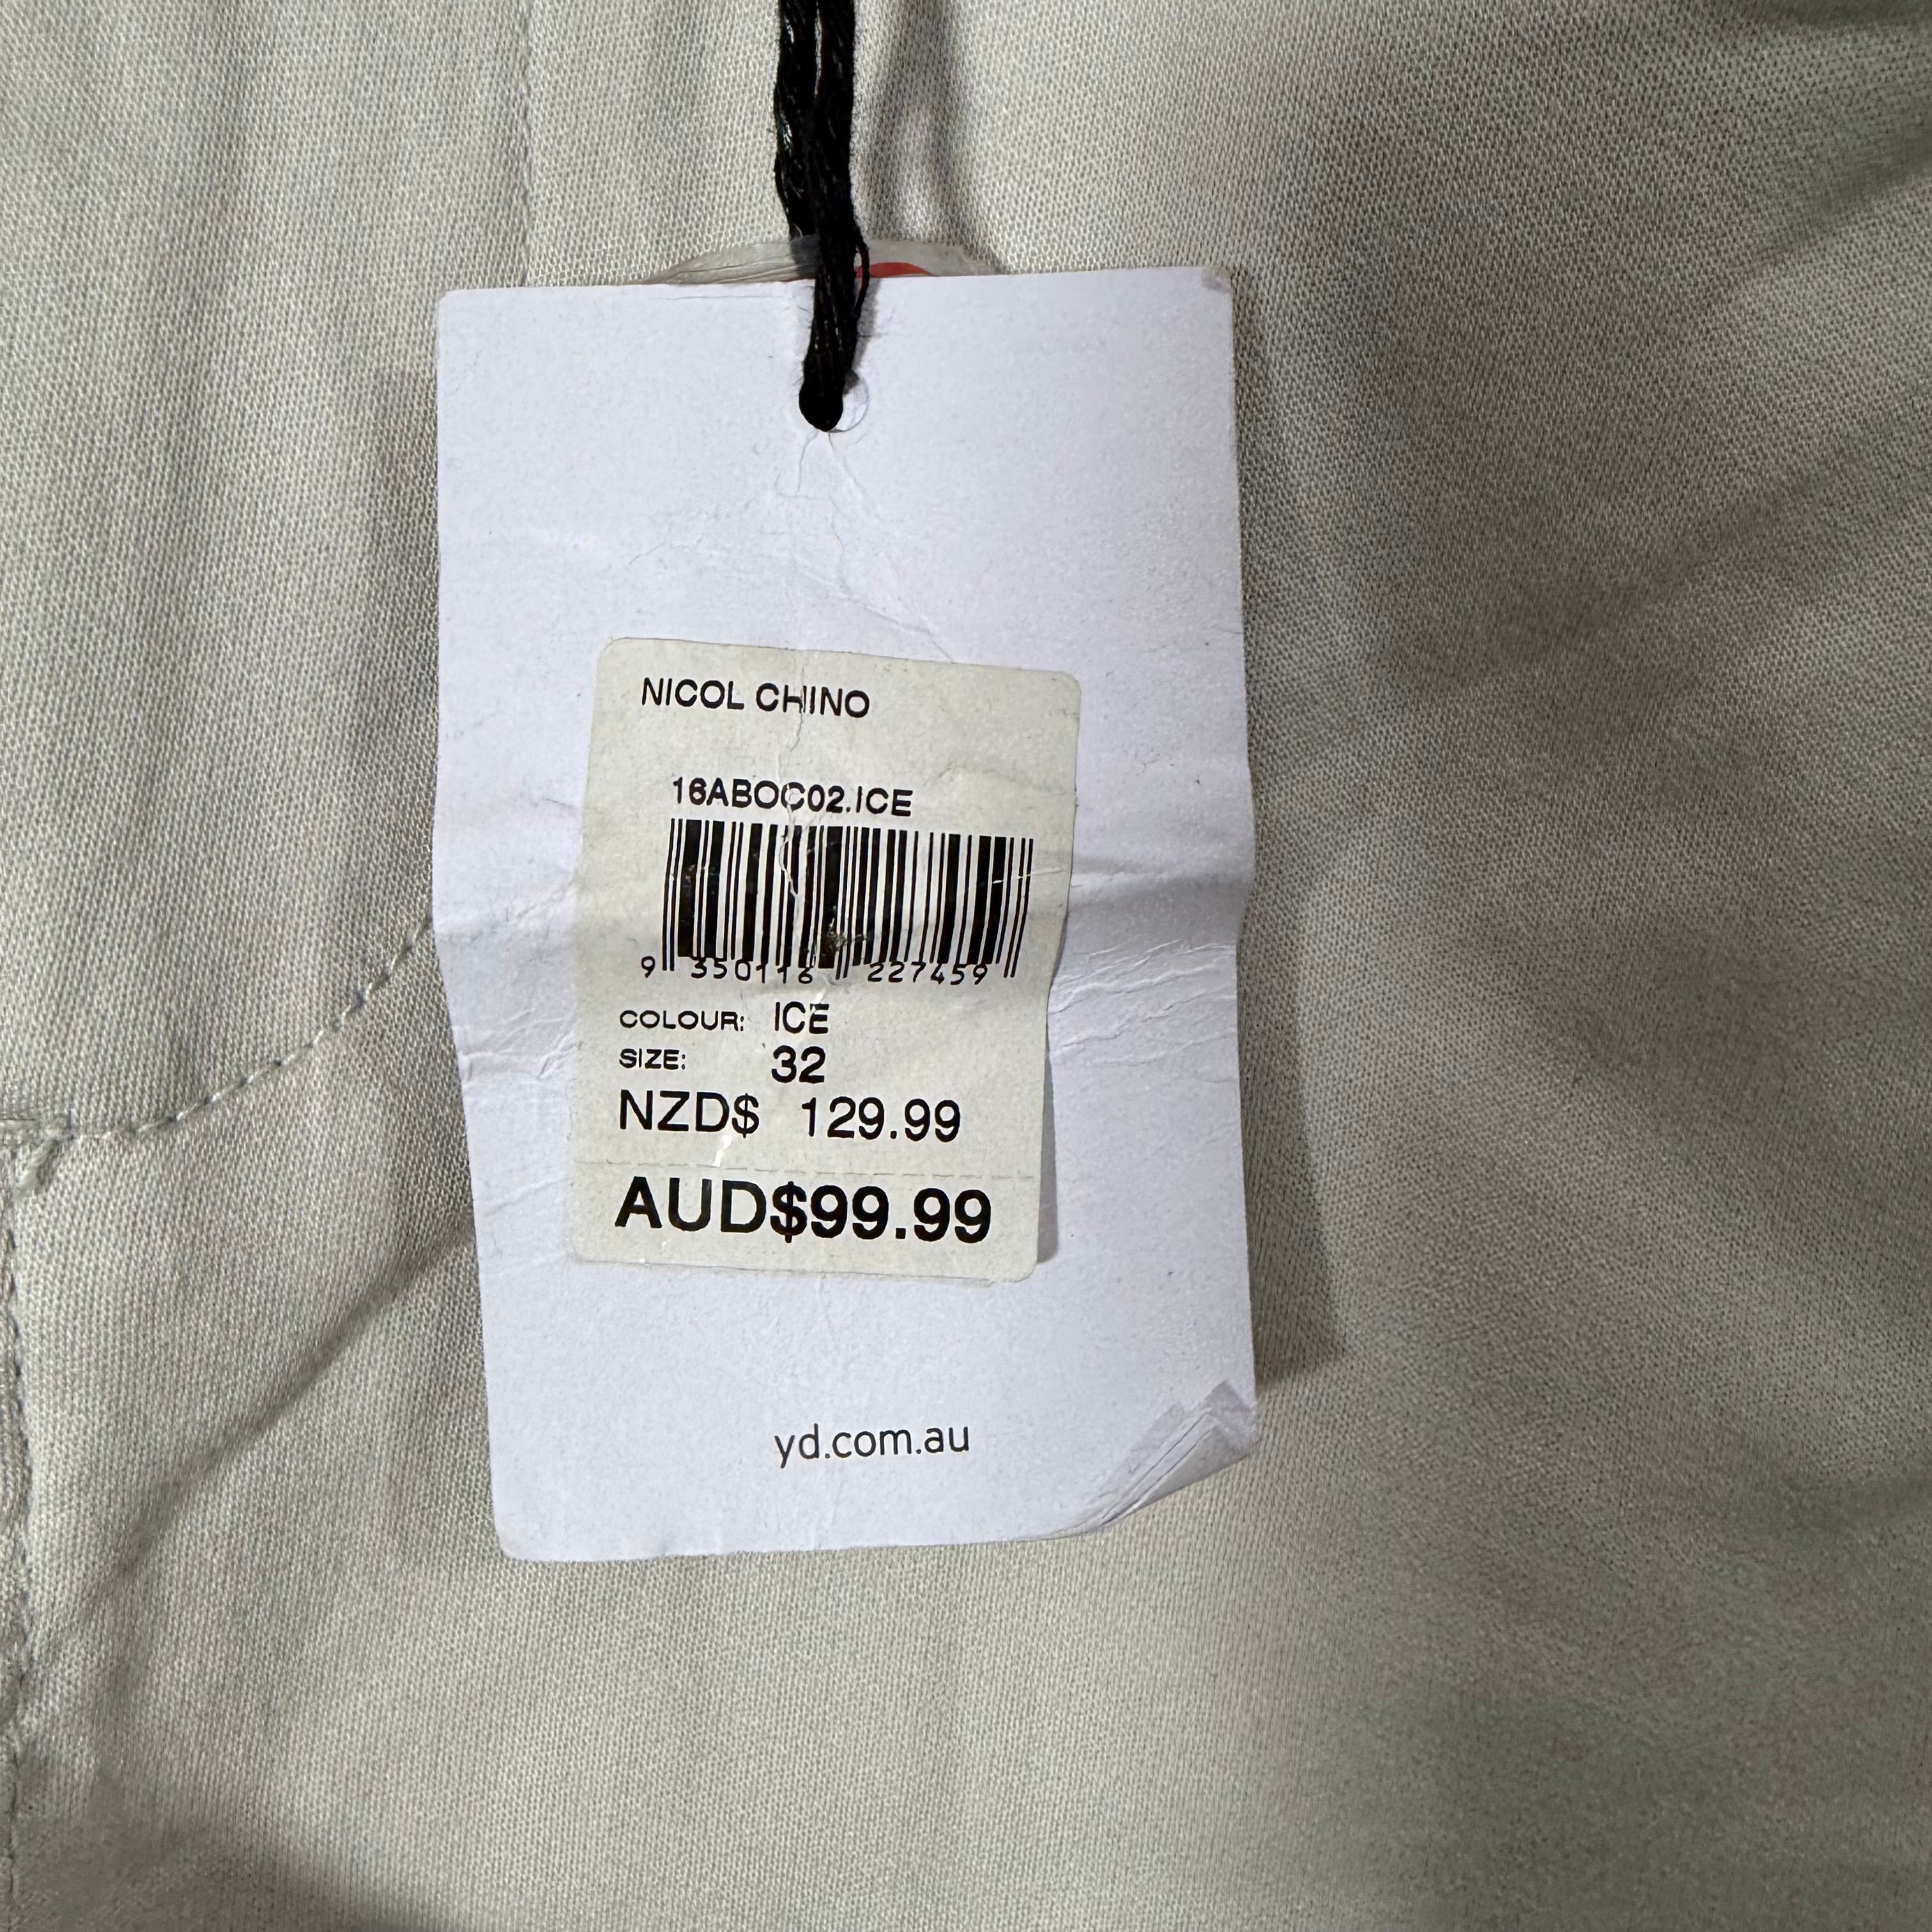 NICOL CHINO
16ABOC02.ICE
9 350116 227459
COLOUR: ICE
SIZE: 32
NZD$ 129.99
AUD$99.99
yd.com.au